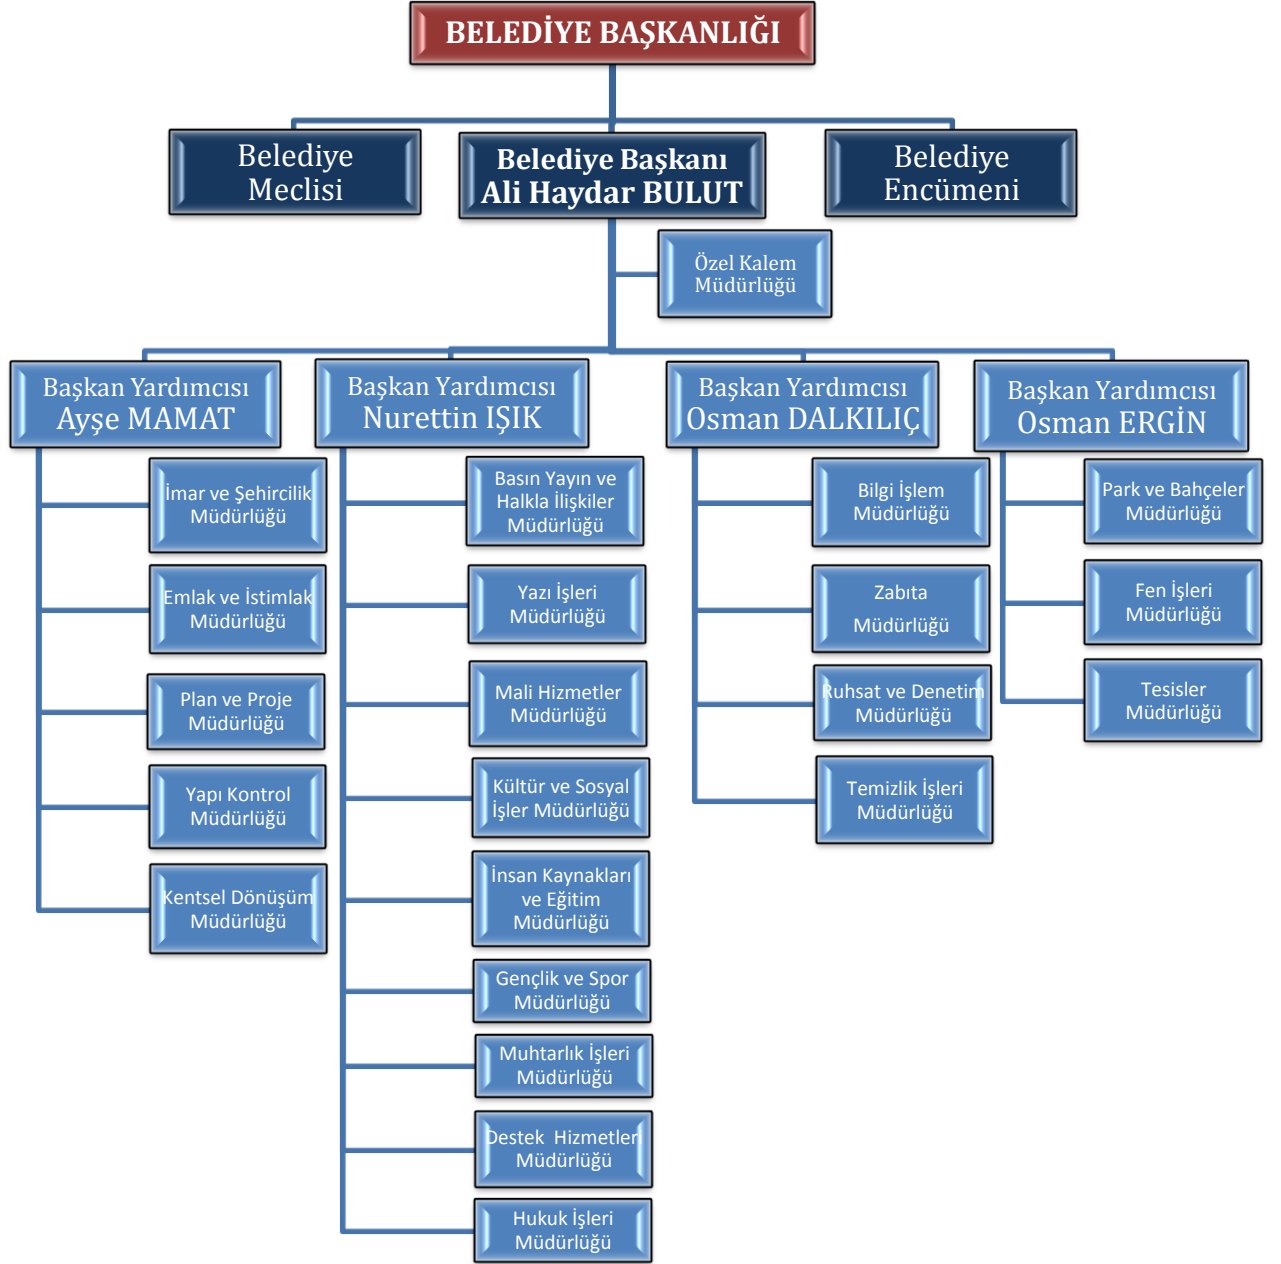 BELEDİYE BAŞKANLIĞI
Belediye
Meclisi
Belediye Başkanı
Ali Haydar BULUT
Belediye
Encümeni
Özel Kalem
Müdürlüğü
Başkan Yardımcısı
Ayşe MAMAT
Başkan Yardımcısı
Nurettin IŞIK
Başkan Yardımcısı
Osman DALKILIÇ
Başkan Yardımcısı
Osman ERGİN
İmar ve Şehircilik
Müdürlüğü
Emlak ve İstimlak
Müdürlüğü
Plan ve Proje
Müdürlüğü
Yapı Kontrol
Müdürlüğü
Kentsel Dönüşüm
Müdürlüğü
Basın Yayın ve
Halkla İlişkiler
Müdürlüğü
Yazı İşleri
Müdürlüğü
Mali Hizmetler
Müdürlüğü
Kültür ve Sosyal
İşler Müdürlüğü
İnsan Kaynakları
ve Eğitim
Müdürlüğü
Gençlik ve Spor
Müdürlüğü
Muhtarlık İşleri
Müdürlüğü
Destek Hizmetleri
Müdürlüğü
Hukuk İşleri
Müdürlüğü
Bilgi İşlem
Müdürlüğü
Zabıta
Müdürlüğü
Ruhsat ve Denetim
Müdürlüğü
Temizlik İşleri
Müdürlüğü
Park ve Bahçeler
Müdürlüğü
Fen İşleri
Müdürlüğü
Tesisler
Müdürlüğü